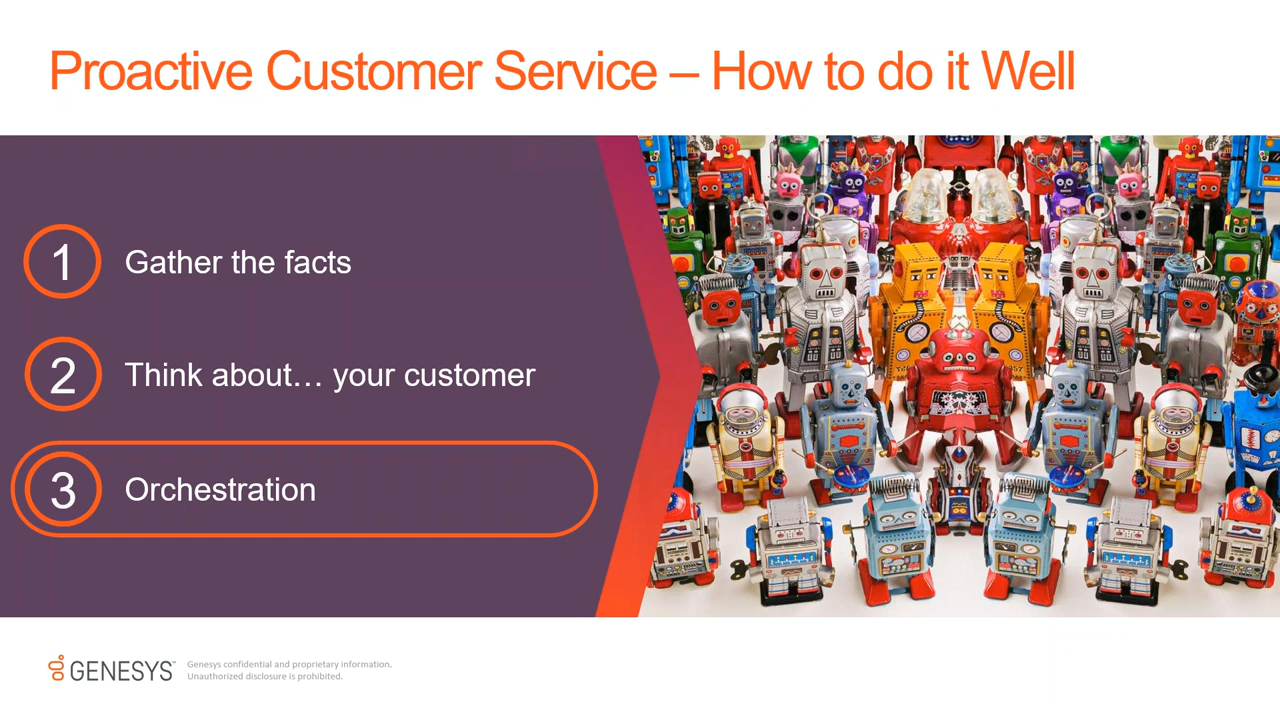 Proactive Customer Service – How to do it Well
1 Gather the facts
2 Think about… your customer
3 Orchestration
GENESYS™ Genesys confidential and proprietary information.
Unauthorized disclosure is prohibited.